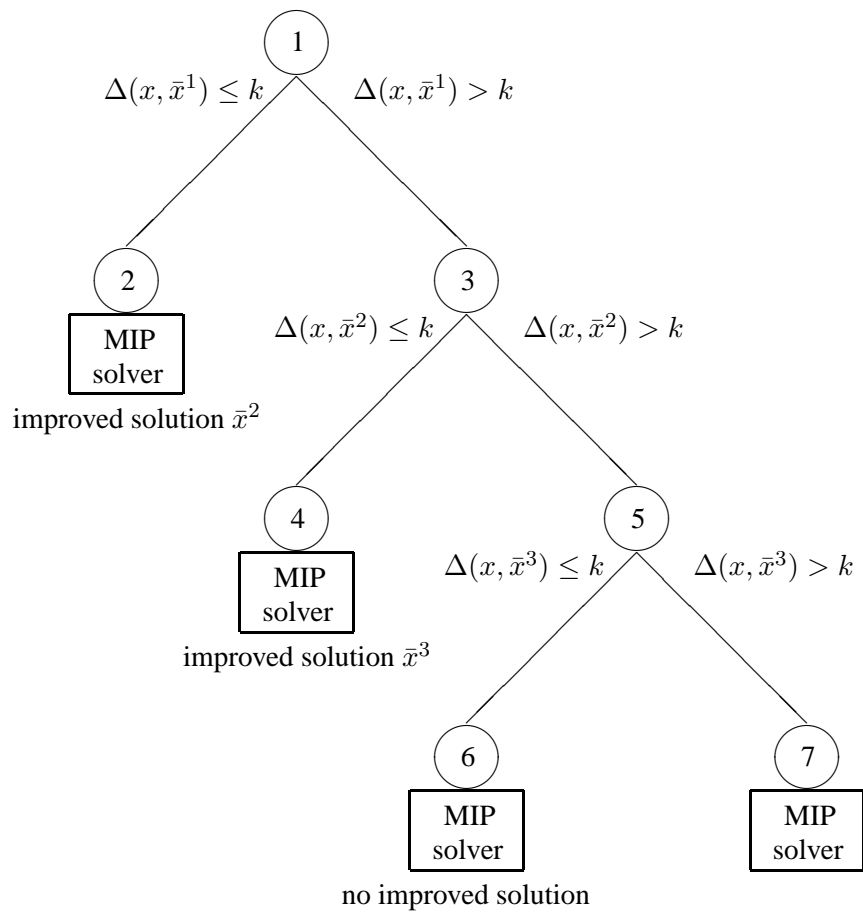 1
Δ(x, x̄¹) ≤ k
Δ(x, x̄¹) > k
2
3
MIP
solver
Δ(x, x̄²) ≤ k
Δ(x, x̄²) > k
improved solution x̄²
4
5
MIP
solver
Δ(x, x̄³) ≤ k
Δ(x, x̄³) > k
improved solution x̄³
6
7
MIP
solver
MIP
solver
no improved solution